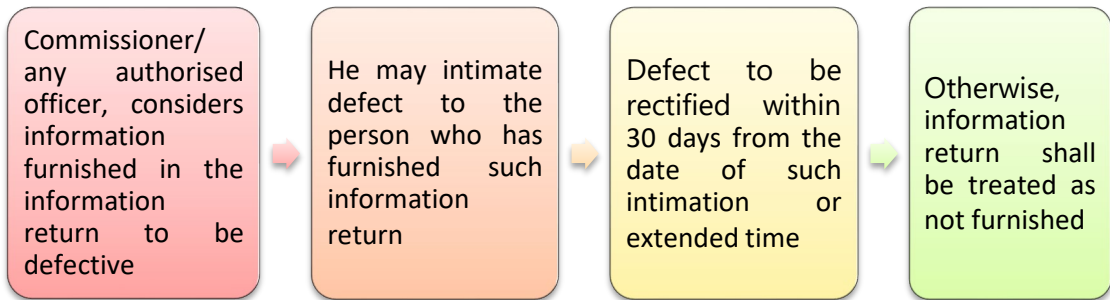 Commissioner/
any authorised
officer, considers
information
furnished in the
information
return to be
defective
He may intimate
defect to the
person who has
furnished such
information
return
Defect to be
rectified within
30 days from the
date of such
intimation or
extended time
Otherwise,
information
return shall
be treated as
not furnished